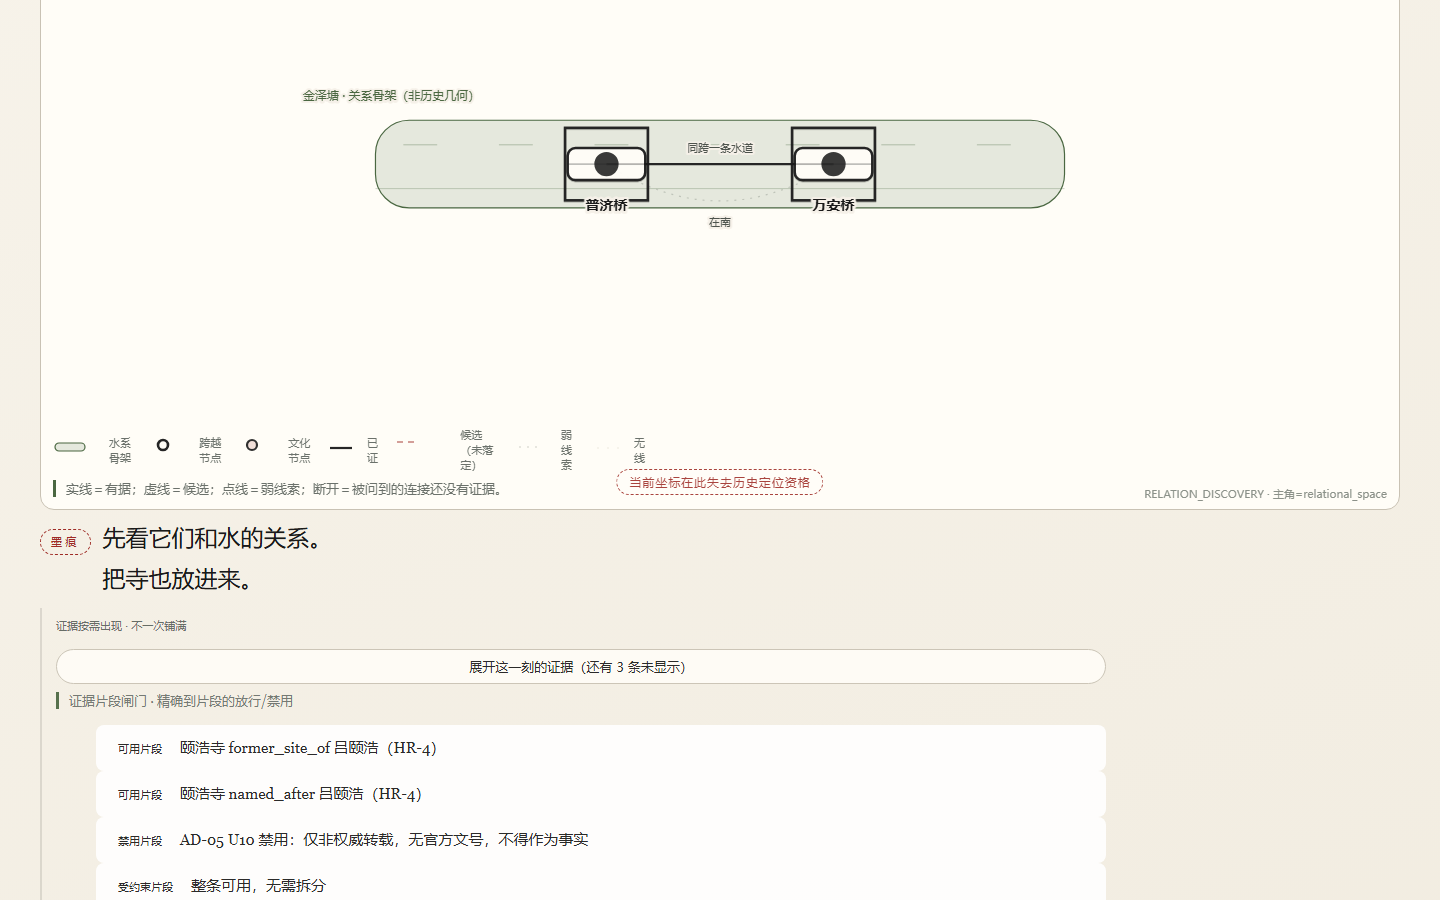 金泽塘 · 关系骨架（非历史几何）
同跨一条水道
普济桥
万安桥
在南
水系骨架
跨越节点
文化节点
已证
候选（未落定）
弱线索
无线
实线＝有据；虚线＝候选；点线＝弱线索；断开＝被问到的连接还没有证据。
当前坐标在此失去历史定位资格
RELATION_DISCOVERY · 主角=relational_space
墨痕
先看它们和水的关系。
把寺也放进来。
证据按需出现 · 不一次铺满
展开这一刻的证据（还有 3 条未显示）
证据片段闸门 · 精确到片段的放行/禁用
可用片段 颐浩寺 former_site_of 吕颐浩（HR-4）
可用片段 颐浩寺 named_after 吕颐浩（HR-4）
禁用片段 AD-05 U10 禁用：仅非权威转载，无官方文号，不得作为事实
受约束片段 整条可用，无需拆分